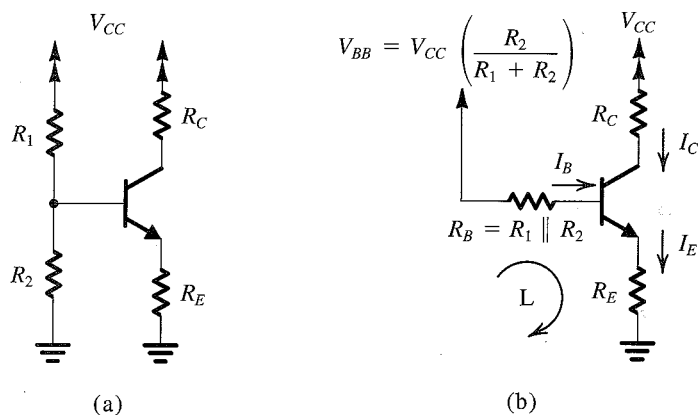 V_CC
R_1
R_C
R_2
R_E
(a)
V_BB = V_CC ( R_2 / R_1 + R_2 )
V_CC
R_C
I_C
I_B
R_B = R_1 || R_2
I_E
L
R_E
(b)